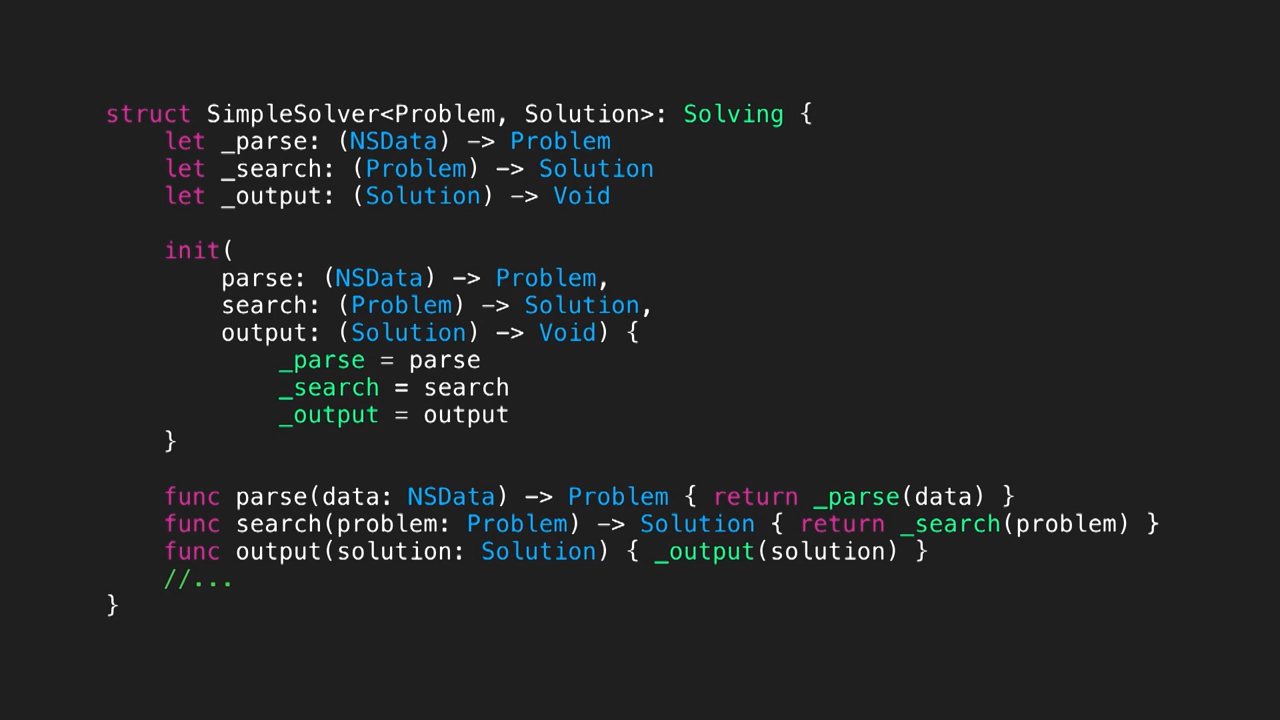 struct SimpleSolver<Problem, Solution>: Solving {
    let _parse: (NSData) -> Problem
    let _search: (Problem) -> Solution
    let _output: (Solution) -> Void

    init(
        parse: (NSData) -> Problem,
        search: (Problem) -> Solution,
        output: (Solution) -> Void) {
            _parse = parse
            _search = search
            _output = output
    }

    func parse(data: NSData) -> Problem { return _parse(data) }
    func search(problem: Problem) -> Solution { return _search(problem) }
    func output(solution: Solution) { _output(solution) }
    //...
}